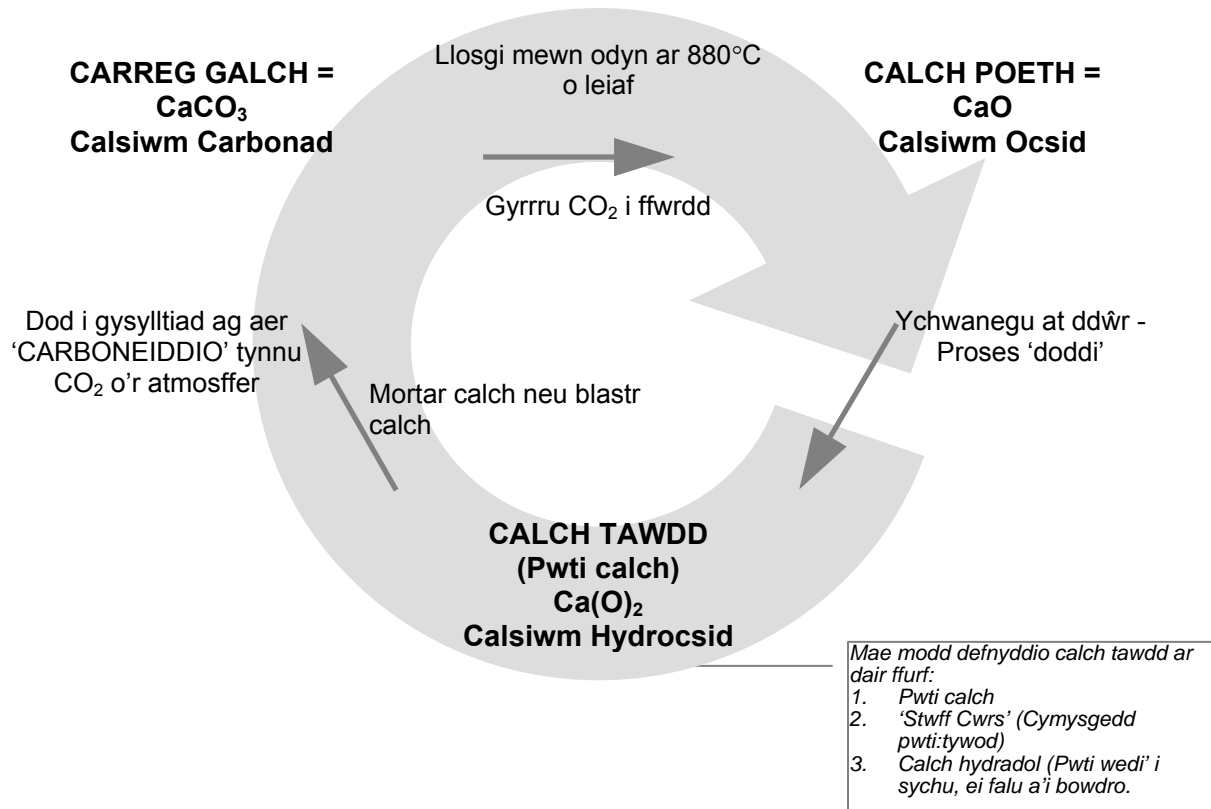 CARREG GALCH =
CaCO₃
Calsiwm Carbonad
Llosgi mewn odyn ar 880°C
o leiaf
CALCH POETH =
CaO
Calsiwm Ocsid
Gyrrru CO₂ i ffwrdd
Dod i gysylltiad ag aer
‘CARBONEIDDIO’ tynnu
CO₂ o’r atmosffer
Mortar calch neu blastr
calch
Ychwanegu at ddŵr -
Proses ‘doddi’
CALCH TAWDD
(Pwti calch)
Ca(O)₂
Calsiwm Hydrocsid
Mae modd defnyddio calch tawdd ar
dair ffurf:
1. Pwti calch
2. ‘Stwff Cwrs’ (Cymysgedd
pwti:tywod)
3. Calch hydradol (Pwti wedi’ i
sychu, ei falu a’i bowdro.